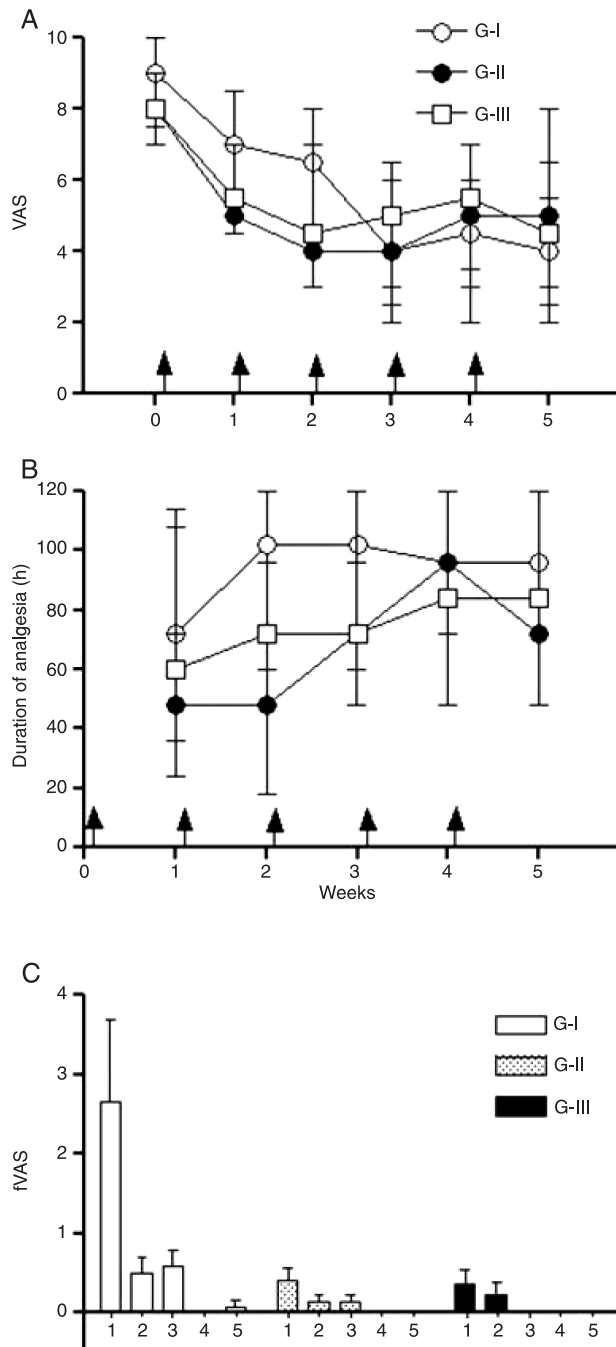 A
10
8
6
4
2
0
VAS
G-I
G-II
G-III
0 1 2 3 4 5
B
120
100
80
60
40
20
0
Duration of analgesia (h)
0 1 2 3 4 5
Weeks
C
4
3
2
1
0
fVAS
G-I
G-II
G-III
1 2 3 4 5 1 2 3 4 5 1 2 3 4 5